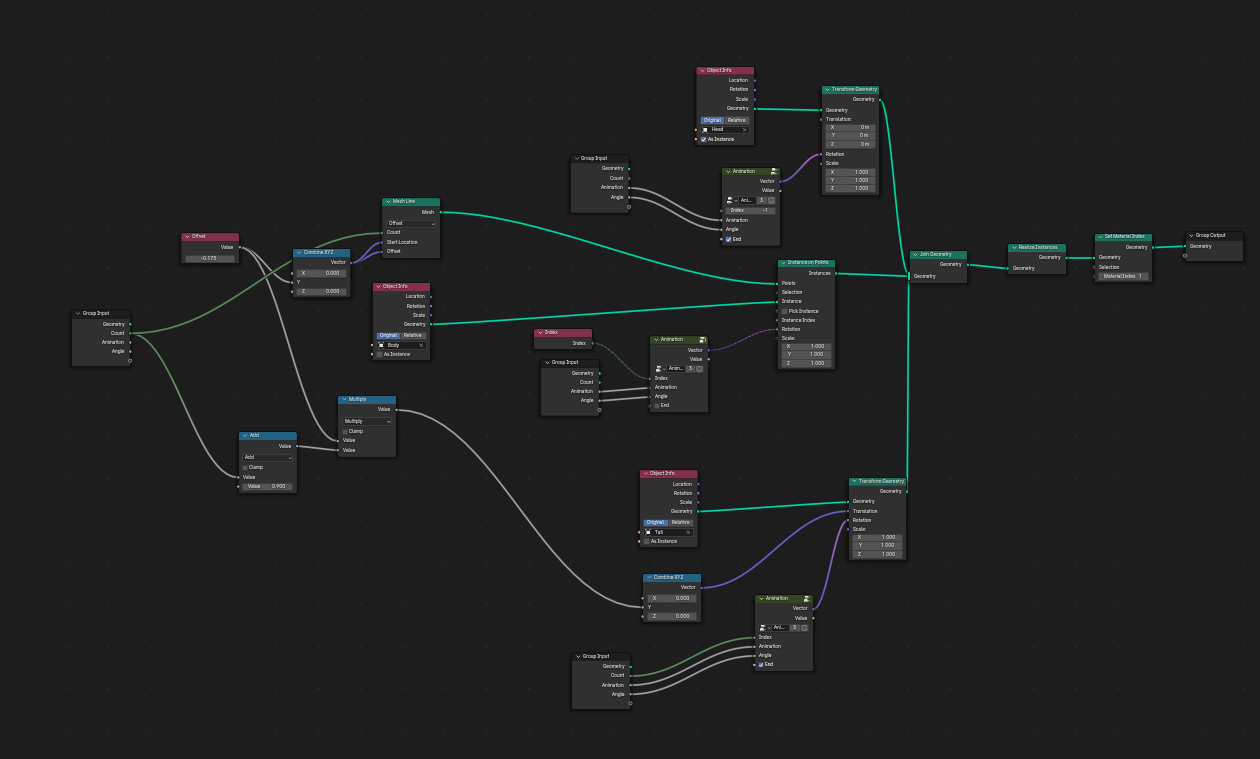 Object Info
Location
Rotation
Scale
Geometry
Original Relative
Head
As Instance
Transform Geometry
Geometry
Geometry
Translation:
X 0 m
Y 0 m
Z 0 m
Rotation
Scale:
X 1.000
Y 1.000
Z 1.000
Group Input
Geometry
Count
Animation
Angle
Animation
Vector
Value
Ani... 3
Index -1
Animation
Angle
End
Mesh Line
Mesh
Offset
Count
Start Location
Offset
Offset
Value
-0.175
Combine XYZ
Vector
X 0.000
Y
Z 0.000
Object Info
Location
Rotation
Scale
Geometry
Original Relative
Body
As Instance
Group Input
Geometry
Count
Animation
Angle
Instance on Points
Instances
Points
Selection
Instance
Pick Instance
Instance Index
Rotation
Scale:
X 1.000
Y 1.000
Z 1.000
Join Geometry
Geometry
Geometry
Realize Instances
Geometry
Geometry
Set Material Index
Geometry
Geometry
Selection
Material Index 1
Group Output
Geometry
Index
Index
Group Input
Geometry
Count
Animation
Angle
Animation
Vector
Value
Anim... 3
Index
Animation
Angle
End
Multiply
Value
Multiply
Clamp
Value
Value
Add
Value
Add
Clamp
Value
Value 0.900
Object Info
Location
Rotation
Scale
Geometry
Original Relative
Tail
As Instance
Transform Geometry
Geometry
Geometry
Translation
Rotation
Scale:
X 1.000
Y 1.000
Z 1.000
Combine XYZ
Vector
X 0.000
Y
Z 0.000
Animation
Vector
Value
Ani... 3
Index
Animation
Angle
End
Group Input
Geometry
Count
Animation
Angle